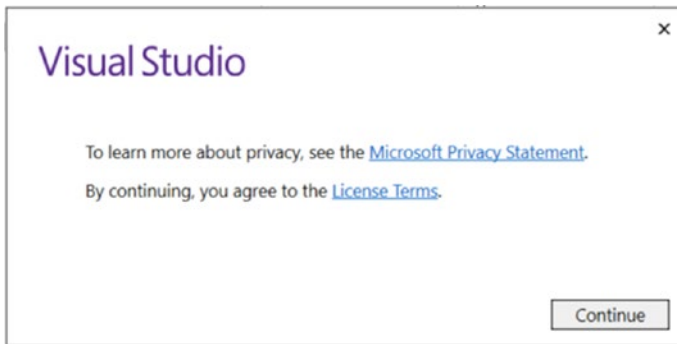 Visual Studio
To learn more about privacy, see the Microsoft Privacy Statement.
By continuing, you agree to the License Terms.
Continue